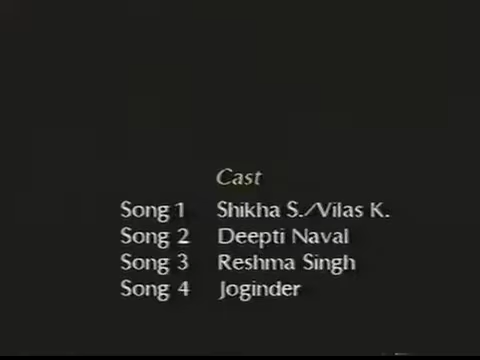 Cast
Song 1 Shikha S./Vilas K.
Song 2 Deepti Naval
Song 3 Reshma Singh
Song 4 Joginder